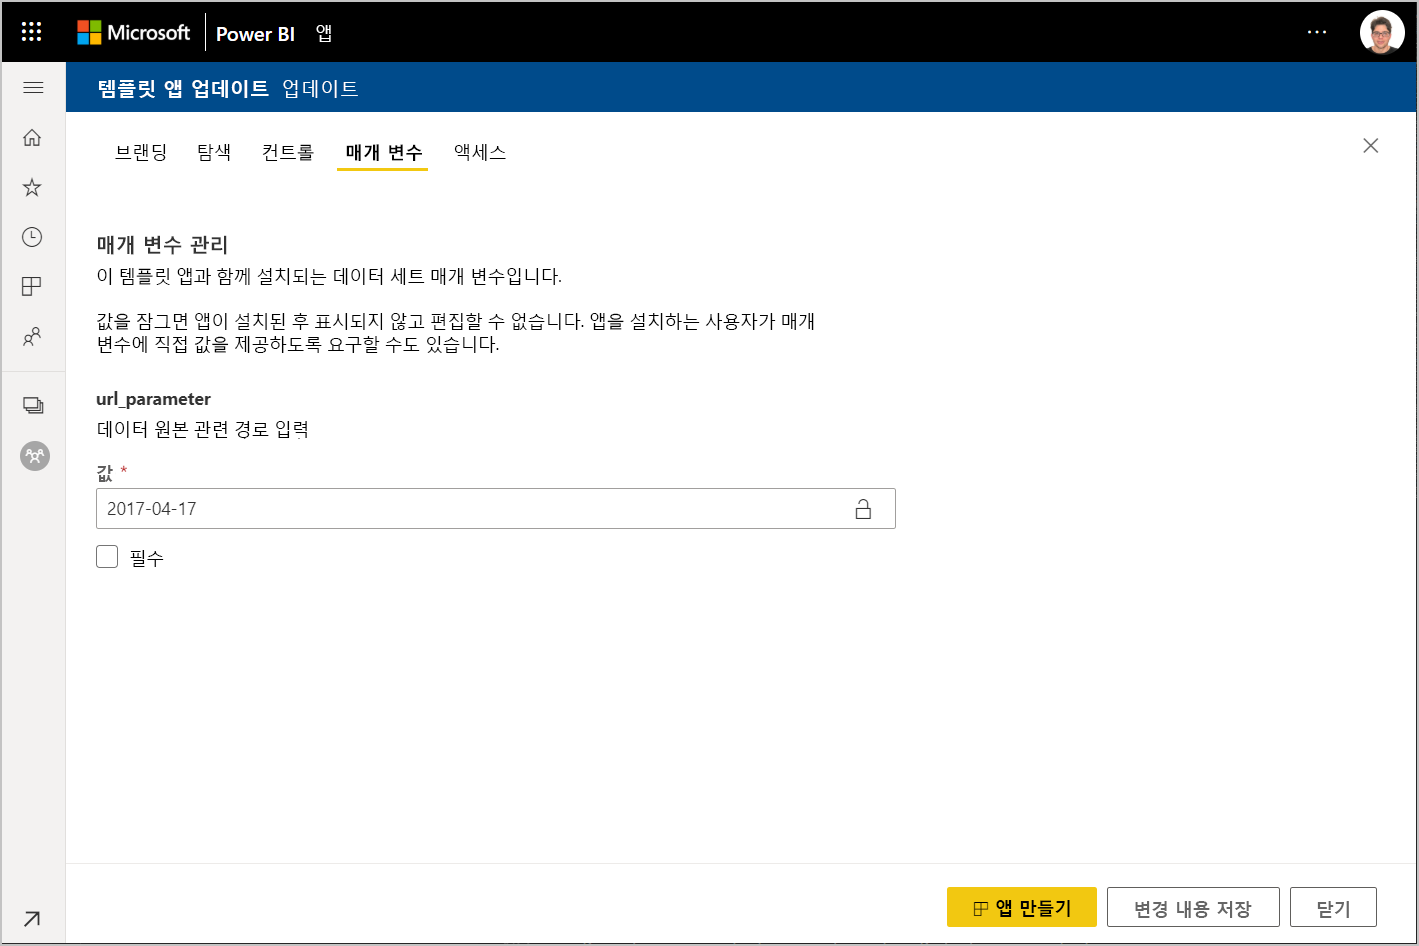 Microsoft Power BI 앱
템플릿 앱 업데이트 업데이트
브랜딩 탐색 컨트롤 매개 변수 액세스
매개 변수 관리
이 템플릿 앱과 함께 설치되는 데이터 세트 매개 변수입니다.
값을 잠그면 앱이 설치된 후 표시되지 않고 편집할 수 없습니다. 앱을 설치하는 사용자가 매개
변수에 직접 값을 제공하도록 요구할 수도 있습니다.
url_parameter
데이터 원본 관련 경로 입력
값 *
2017-04-17
필수
앱 만들기 변경 내용 저장 닫기